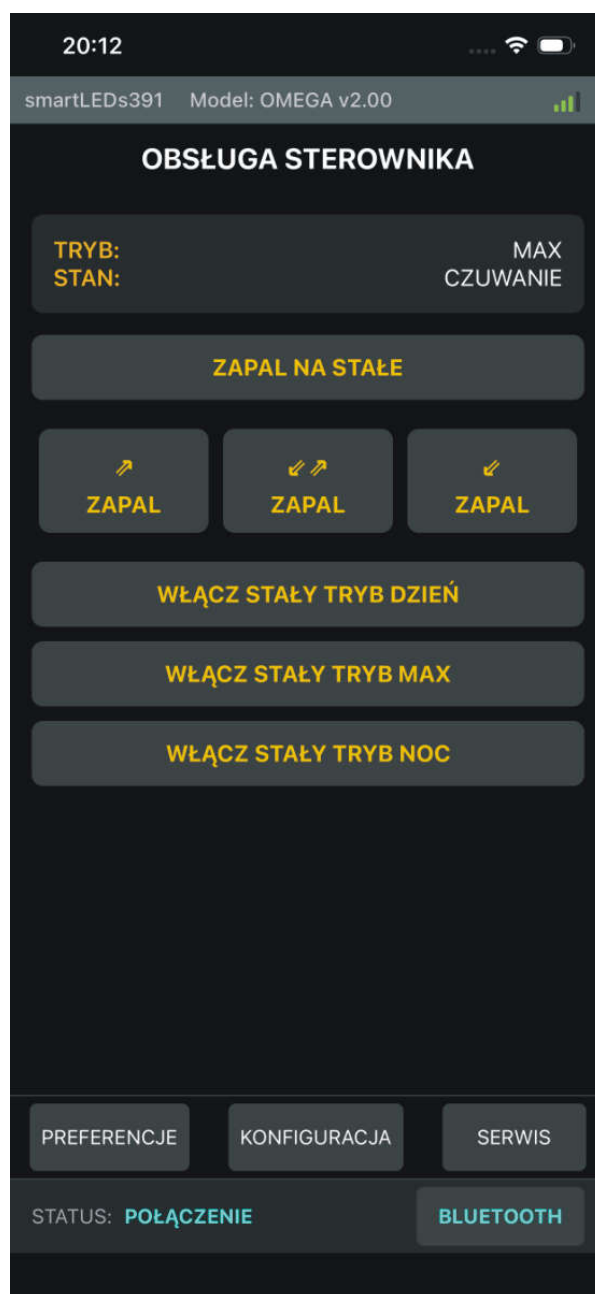 20:12
smartLEDs391 Model: OMEGA v2.00
OBSŁUGA STEROWNIKA
TRYB: MAX
STAN: CZUWANIE
ZAPAL NA STAŁE
⇗ ⇙⇗ ⇙
ZAPAL ZAPAL ZAPAL
WŁĄCZ STAŁY TRYB DZIEŃ
WŁĄCZ STAŁY TRYB MAX
WŁĄCZ STAŁY TRYB NOC
PREFERENCJE KONFIGURACJA SERWIS
STATUS: POŁĄCZENIE BLUETOOTH